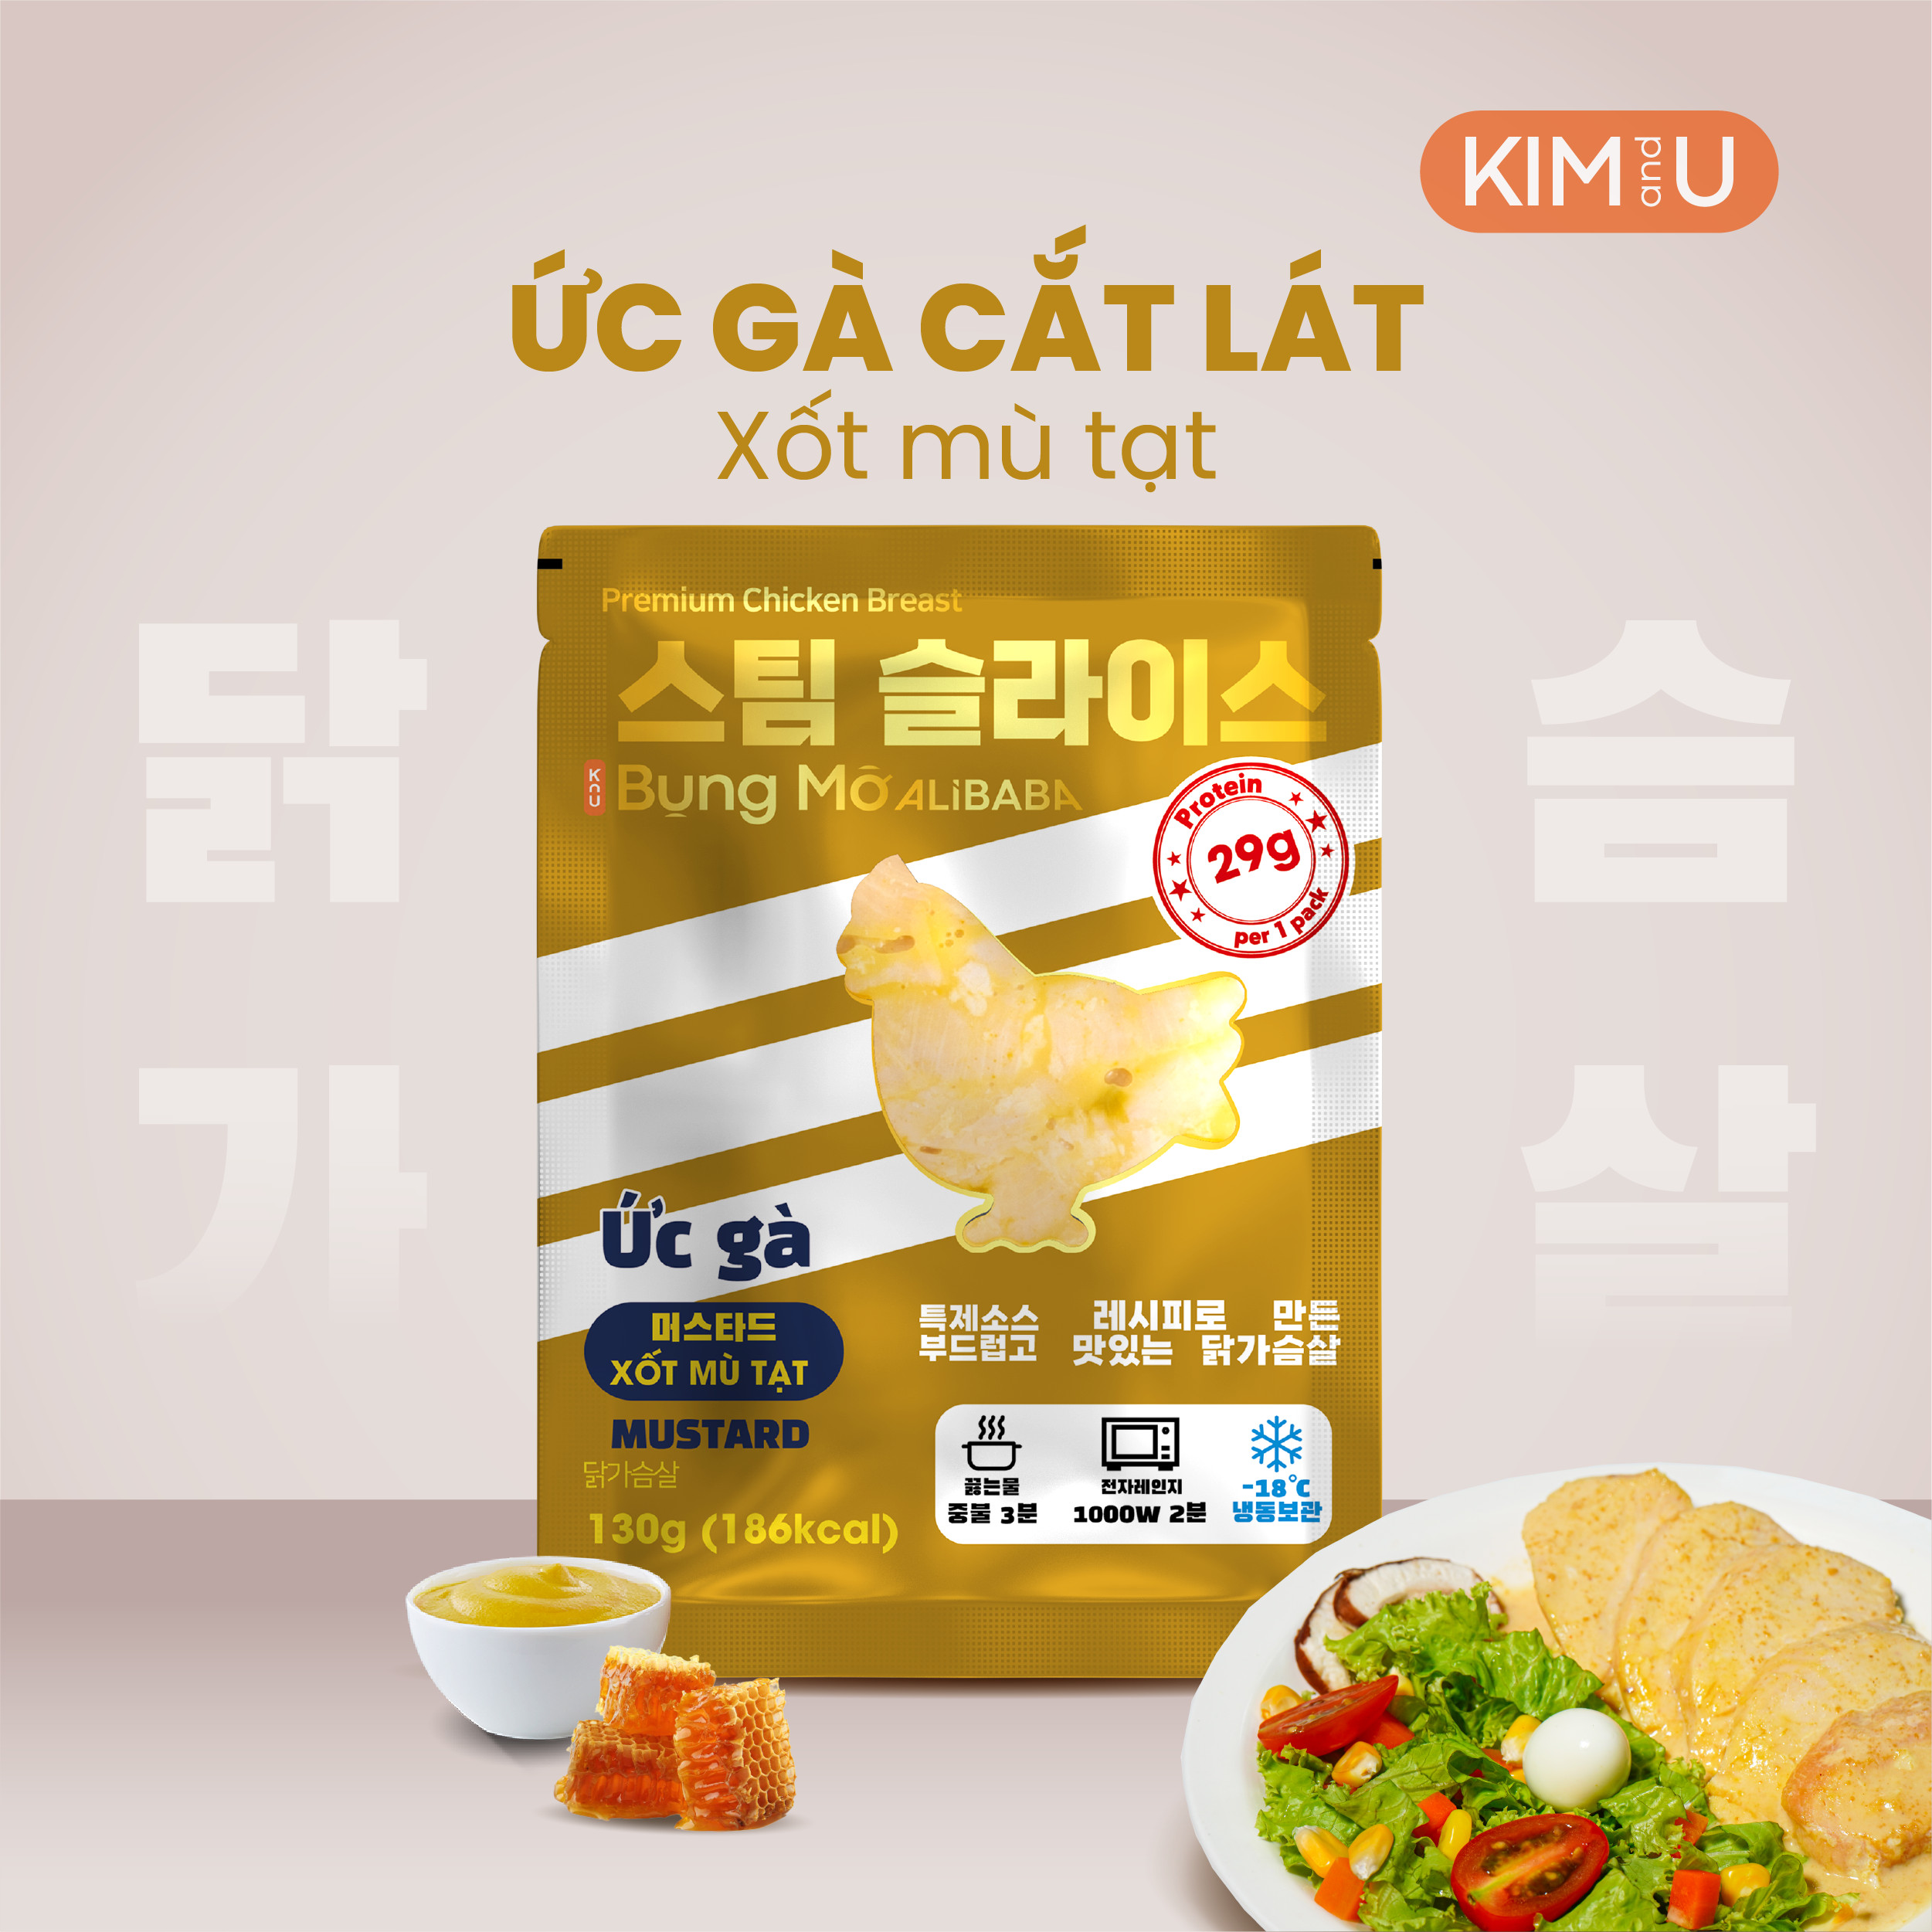 KIM and U
ỨC GÀ CẮT LÁT
Xốt mù tạt
닭 슴
가 살
Premium Chicken Breast
스팀 슬라이스
KnU Bụng Mỡ ALiBABA
Protein
29g
per 1 pack
Ức gà
머스타드
XỐT MÙ TẠT
MUSTARD
닭가슴살
130g (186kcal)
특제소스 레시피로 만든
부드럽고 맛있는 닭가슴살
끓는물
중불 3분
전자레인지
1000W 2분
-18°C
냉동보관